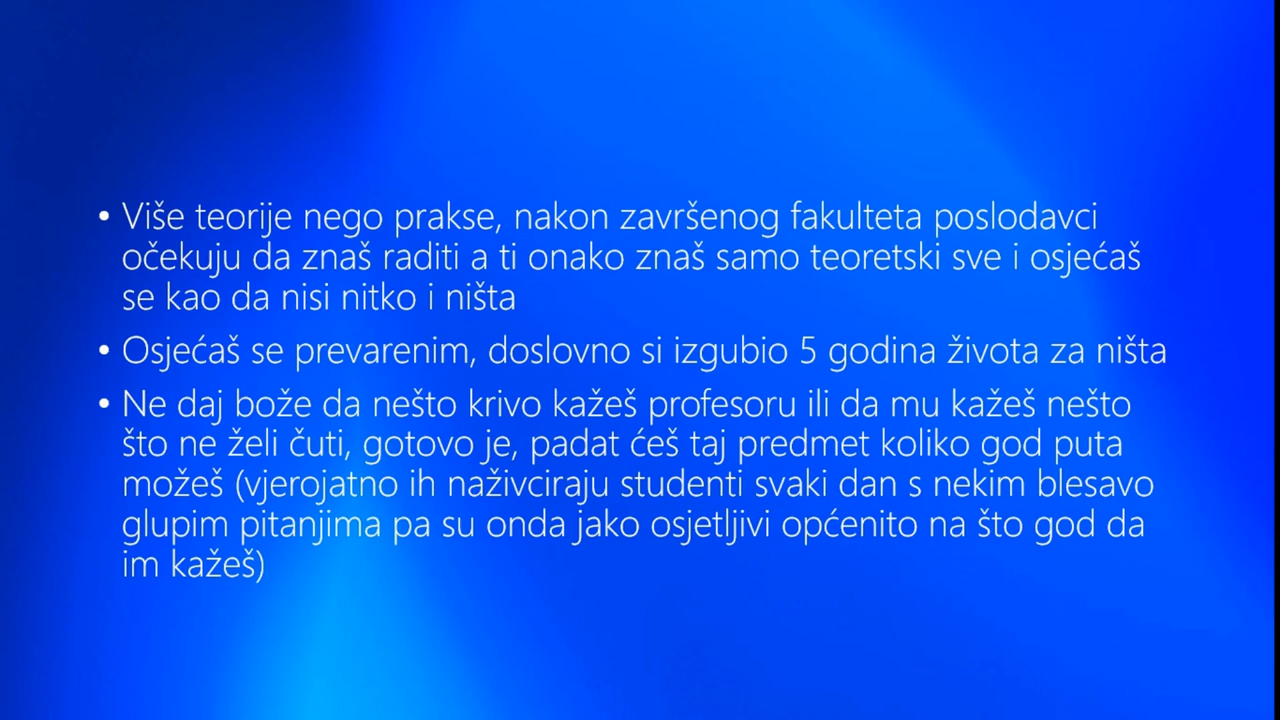 • Više teorije nego prakse, nakon završenog fakulteta poslodavci
očekuju da znaš raditi a ti onako znaš samo teoretski sve i osjećaš
se kao da nisi nitko i ništa
• Osjećaš se prevarenim, doslovno si izgubio 5 godina života za ništa
• Ne daj bože da nešto krivo kažeš profesoru ili da mu kažeš nešto
što ne želi čuti, gotovo je, padat ćeš taj predmet koliko god puta
možeš (vjerojatno ih naživciraju studenti svaki dan s nekim blesavo
glupim pitanjima pa su onda jako osjetljivi općenito na što god da
im kažeš)